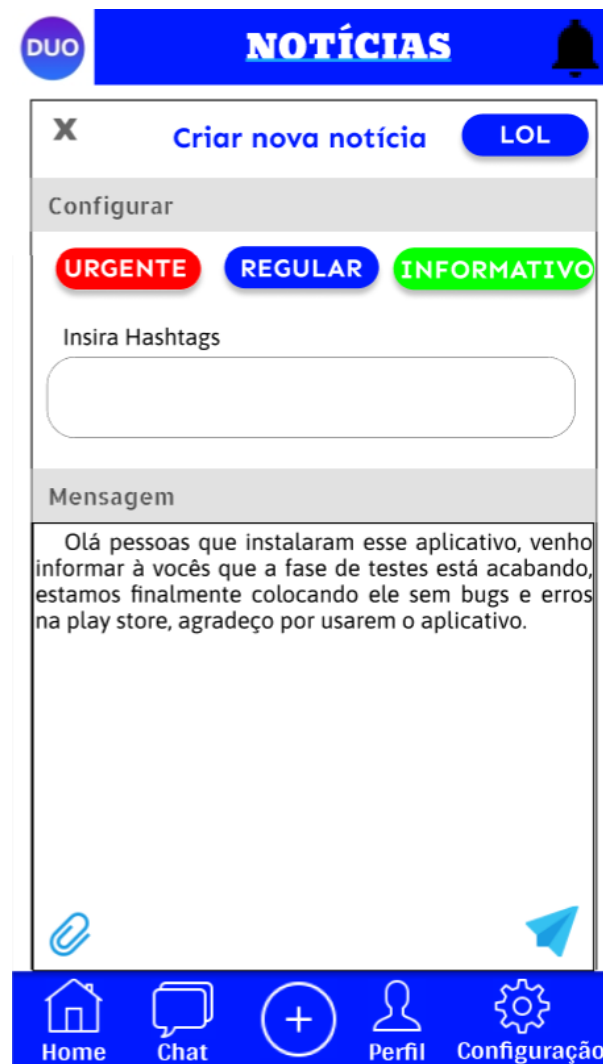 DUO
NOTÍCIAS
X
Criar nova notícia
LOL
Configurar
URGENTE
REGULAR
INFORMATIVO
Insira Hashtags
Mensagem
Olá pessoas que instalaram esse aplicativo, venho
informar à vocês que a fase de testes está acabando,
estamos finalmente colocando ele sem bugs e erros
na play store, agradeço por usarem o aplicativo.
Home
Chat
Perfil
Configuração